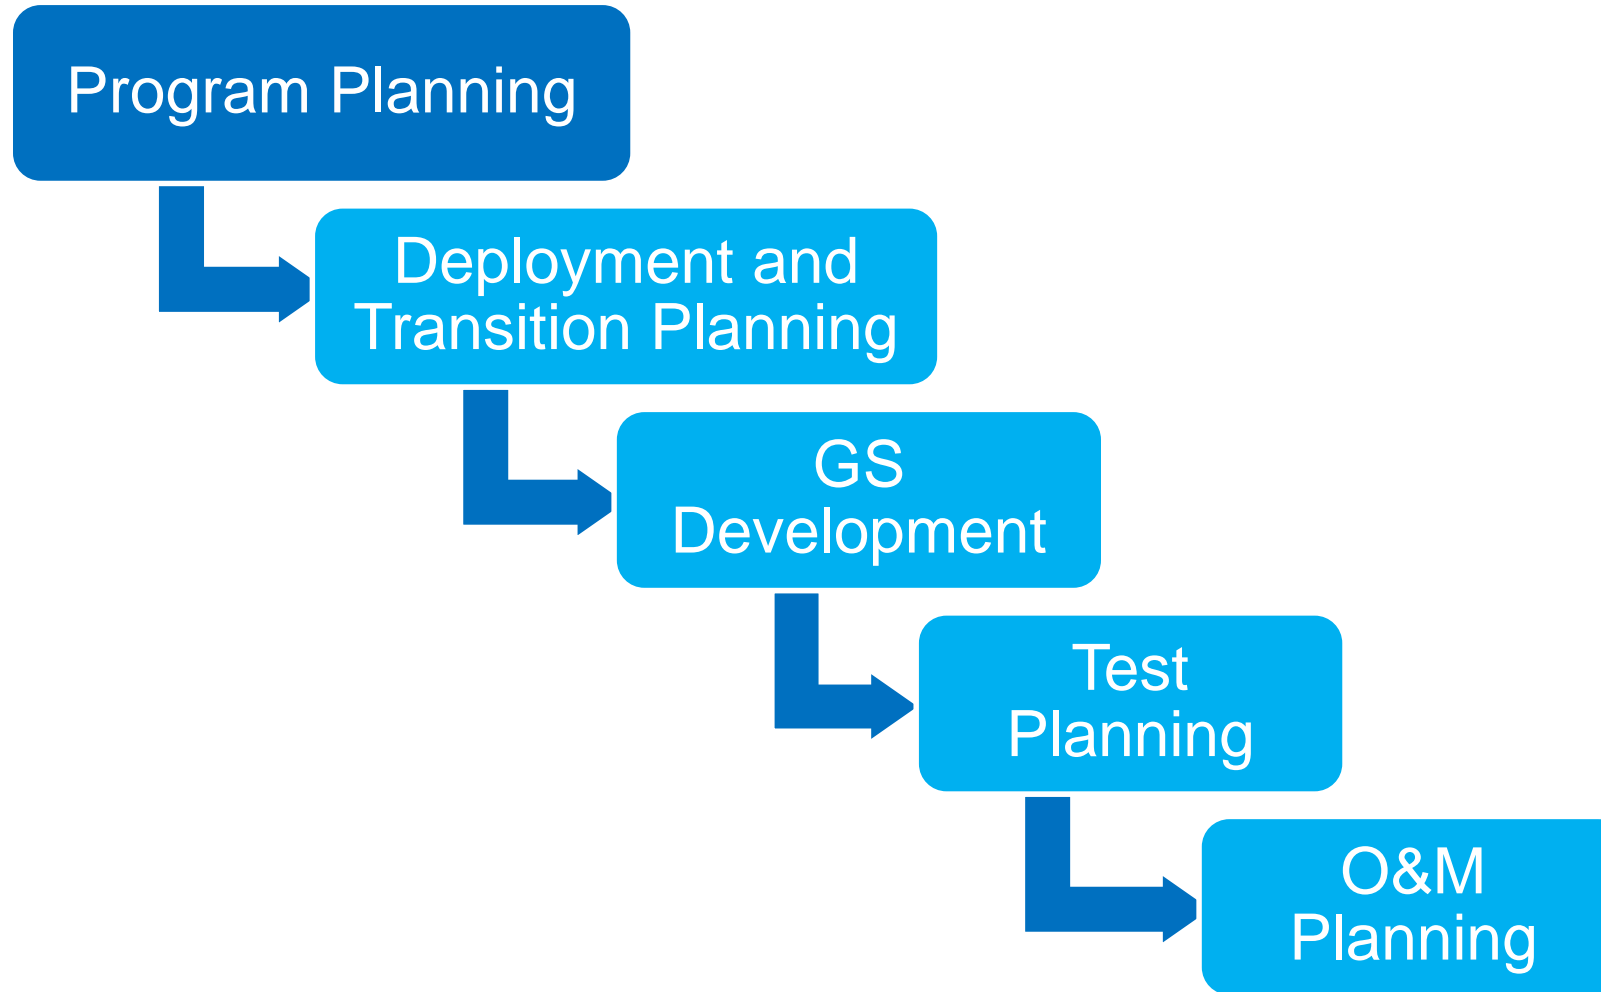 Program Planning
Deployment and
Transition Planning
GS
Development
Test
Planning
O&M
Planning